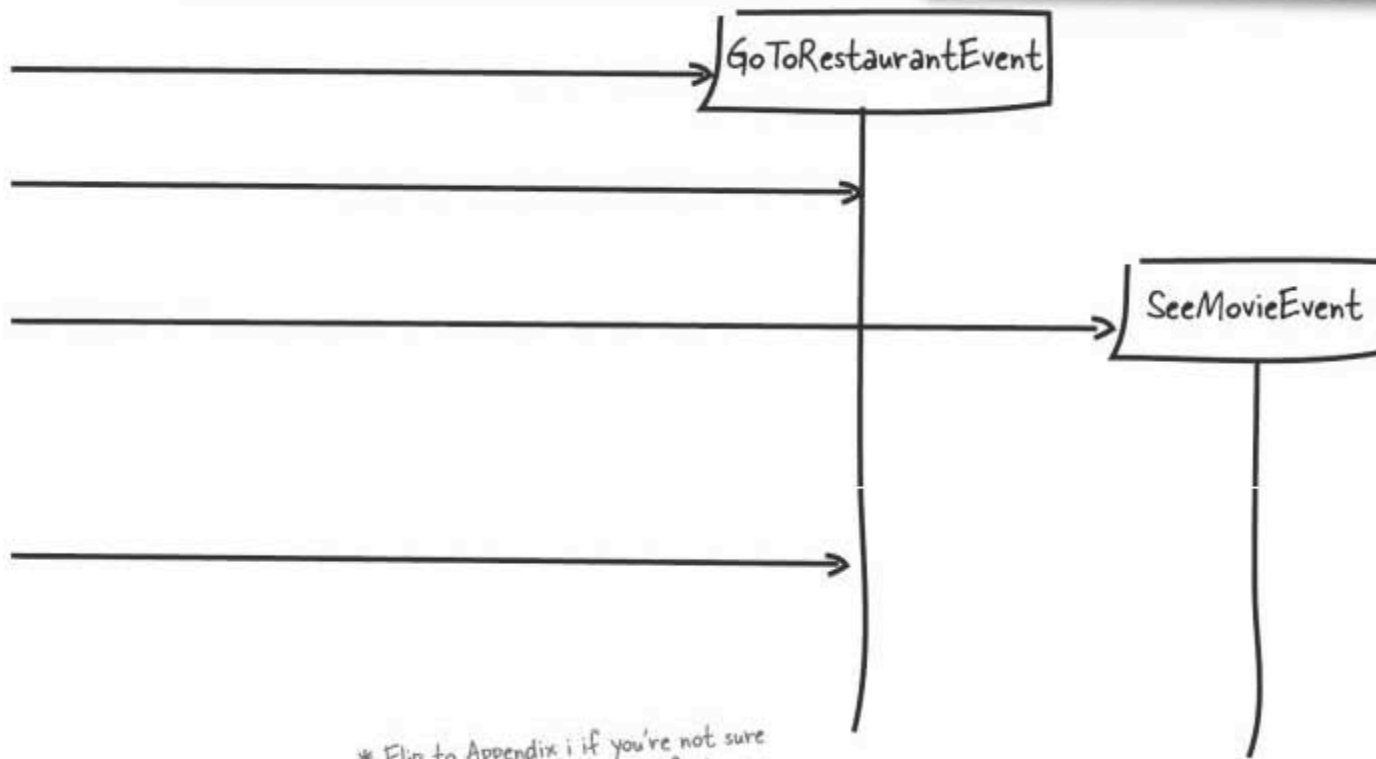 GoToRestaurantEvent
SeeMovieEvent
* Flip to Appendix i if you're not sure